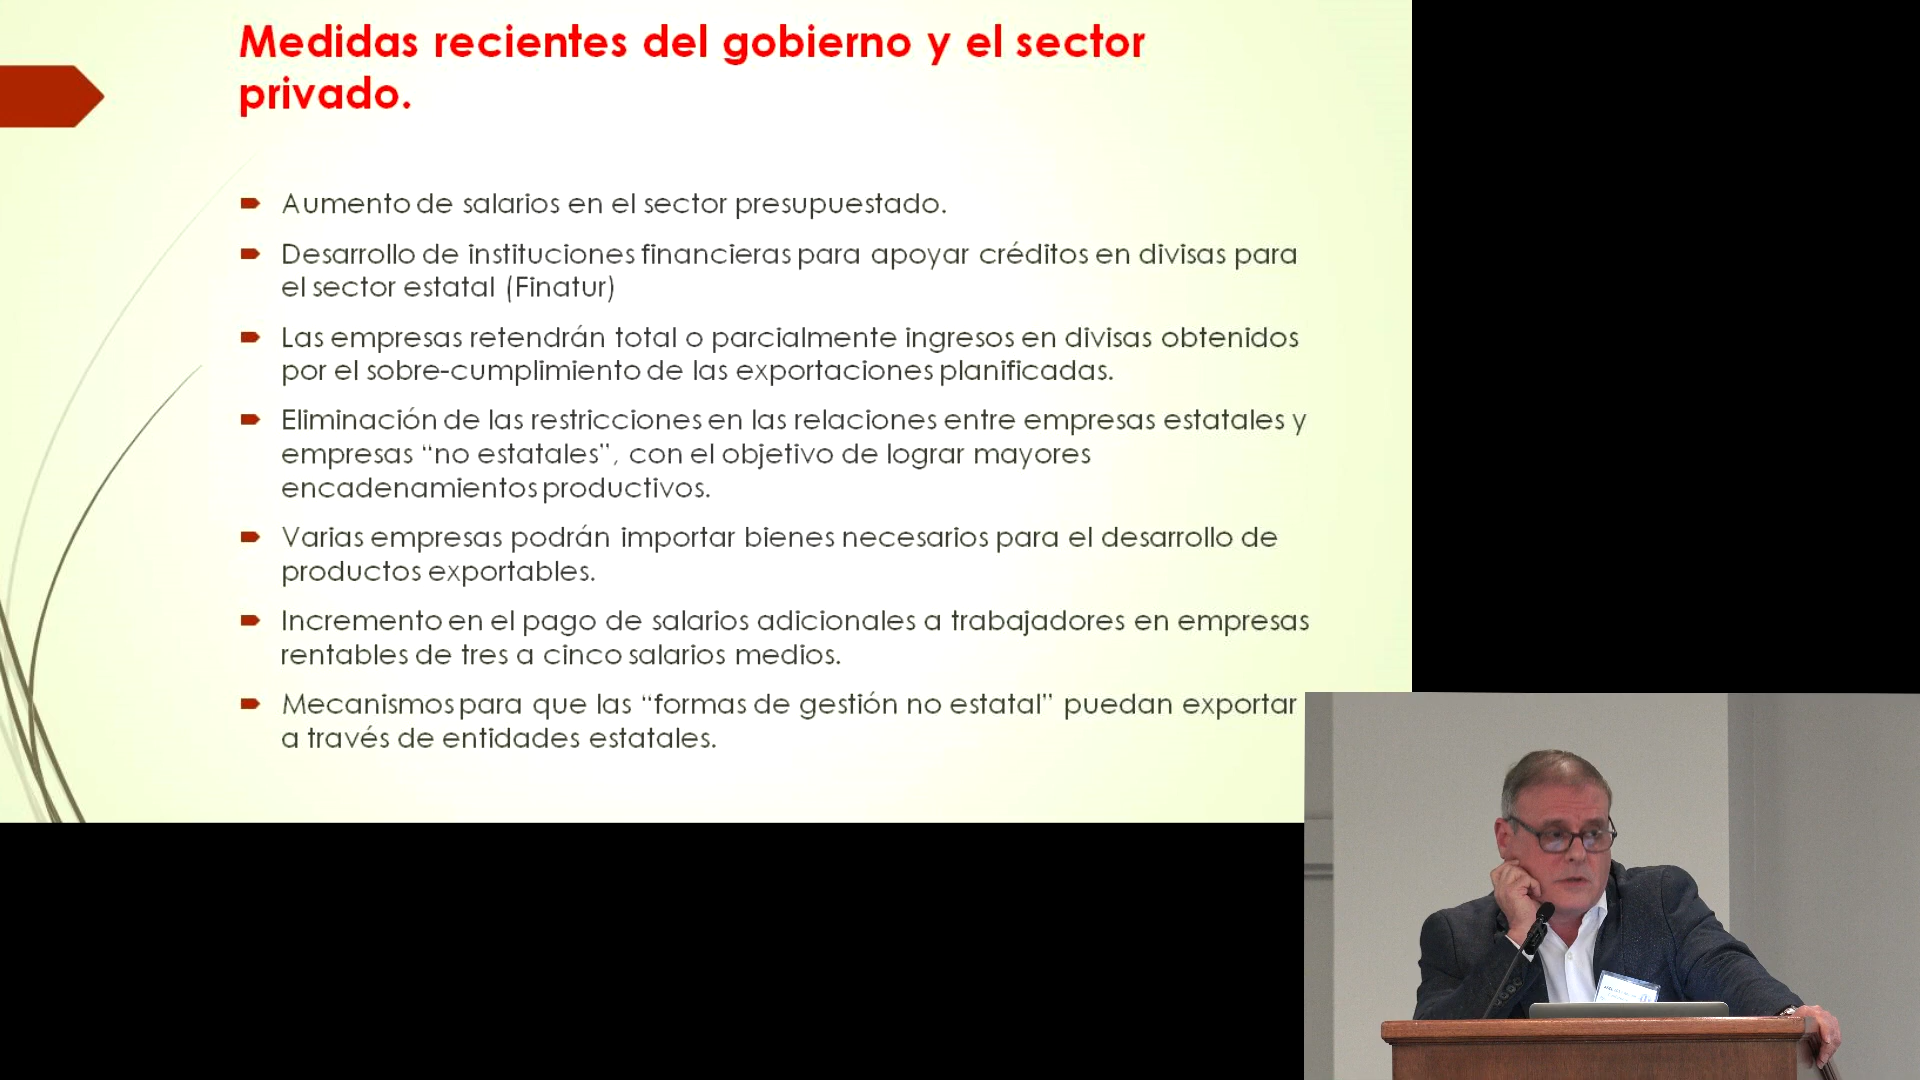 Medidas recientes del gobierno y el sector
privado.
Aumento de salarios en el sector presupuestado.
Desarrollo de instituciones financieras para apoyar créditos en divisas para
el sector estatal (Finatur)
Las empresas retendrán total o parcialmente ingresos en divisas obtenidos
por el sobre-cumplimiento de las exportaciones planificadas.
Eliminación de las restricciones en las relaciones entre empresas estatales y
empresas “no estatales”, con el objetivo de lograr mayores
encadenamientos productivos.
Varias empresas podrán importar bienes necesarios para el desarrollo de
productos exportables.
Incremento en el pago de salarios adicionales a trabajadores en empresas
rentables de tres a cinco salarios medios.
Mecanismos para que las “formas de gestión no estatal” puedan exportar
a través de entidades estatales.